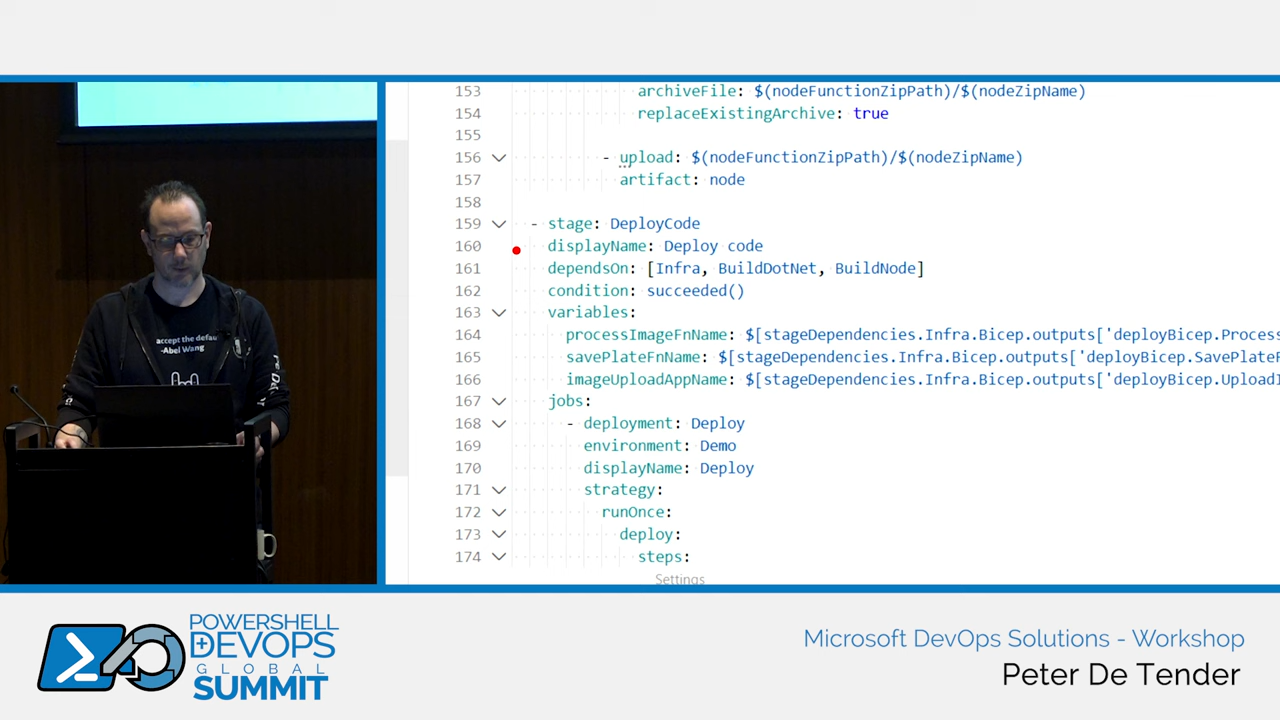 accept the defau
-Abel Wang
153 archiveFile: $(nodeFunctionZipPath)/$(nodeZipName)
154 replaceExistingArchive: true
155
156 - upload: $(nodeFunctionZipPath)/$(nodeZipName)
157 artifact: node
158
159 - stage: DeployCode
160 displayName: Deploy code
161 dependsOn: [Infra, BuildDotNet, BuildNode]
162 condition: succeeded()
163 variables:
164 processImageFnName: $[stageDependencies.Infra.Bicep.outputs['deployBicep.Process
165 savePlateFnName: $[stageDependencies.Infra.Bicep.outputs['deployBicep.SavePlateF
166 imageUploadAppName: $[stageDependencies.Infra.Bicep.outputs['deployBicep.UploadI
167 jobs:
168 - deployment: Deploy
169 environment: Demo
170 displayName: Deploy
171 strategy:
172 runOnce:
173 deploy:
174 steps:
Settings
POWERSHELL
+DEVOPS
GLOBAL
SUMMIT
Microsoft DevOps Solutions - Workshop
Peter De Tender